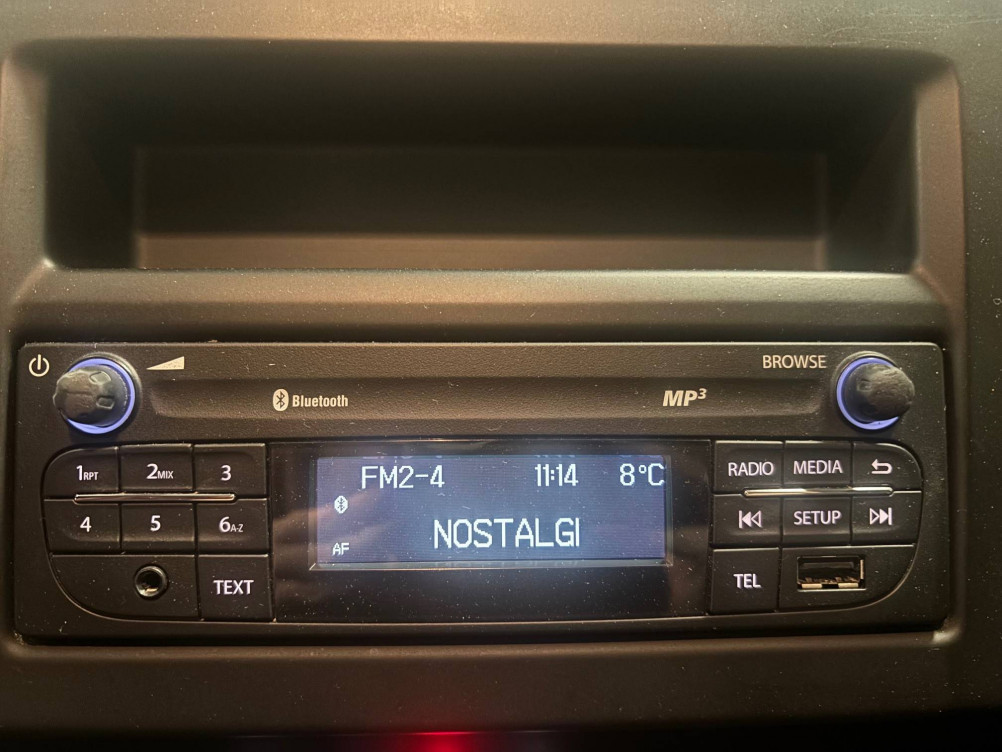 BROWSE
Bluetooth
MP3
1RPT 2MIX 3
FM2-4 11:14 8°C
RADIO MEDIA
4 5 6A-Z
NOSTALGI
SETUP
AF
TEXT
TEL